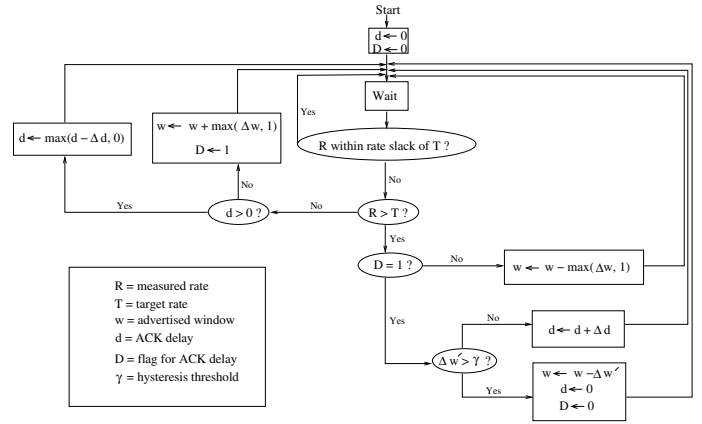 Start
d ← 0
D ← 0
Wait
Yes
R within rate slack of T ?
No
d ← max(d − Δ d, 0)
w ← w + max( Δw, 1)
D ← 1
No
Yes
d > 0 ?
No
R > T ?
Yes
D = 1 ?
No
w ← w − max( Δw, 1)
Yes
No
d ← d + Δ d
Δ w′ > γ ?
Yes
w ← w −Δw′
d ← 0
D ← 0
R = measured rate
T = target rate
w = advertised window
d = ACK delay
D = flag for ACK delay
γ = hysteresis threshold